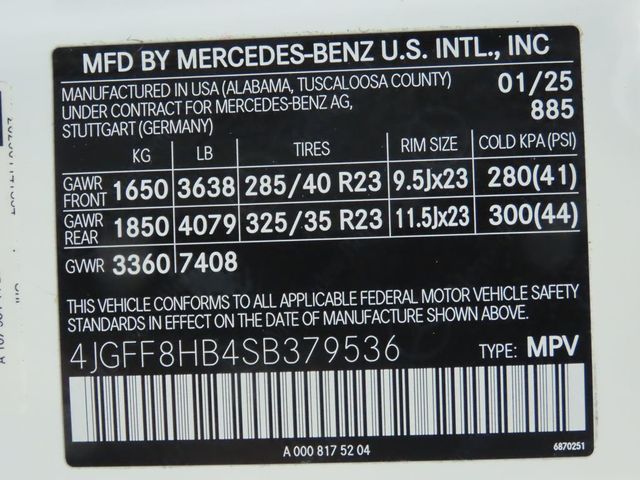 MFD BY MERCEDES-BENZ U.S. INTL., INC
MANUFACTURED IN USA (ALABAMA, TUSCALOOSA COUNTY) 01/25
UNDER CONTRACT FOR MERCEDES-BENZ AG, 885
STUTTGART (GERMANY)
KG LB TIRES RIM SIZE COLD KPA (PSI)
GAWR FRONT 1650 3638 285/40 R23 9.5Jx23 280(41)
GAWR REAR 1850 4079 325/35 R23 11.5Jx23 300(44)
GVWR 3360 7408
THIS VEHICLE CONFORMS TO ALL APPLICABLE FEDERAL MOTOR VEHICLE SAFETY
STANDARDS IN EFFECT ON THE DATE OF MANUFACTURE SHOWN ABOVE.
4JGFF8HB4SB379536 TYPE: MPV
A 000 817 52 04 6870251